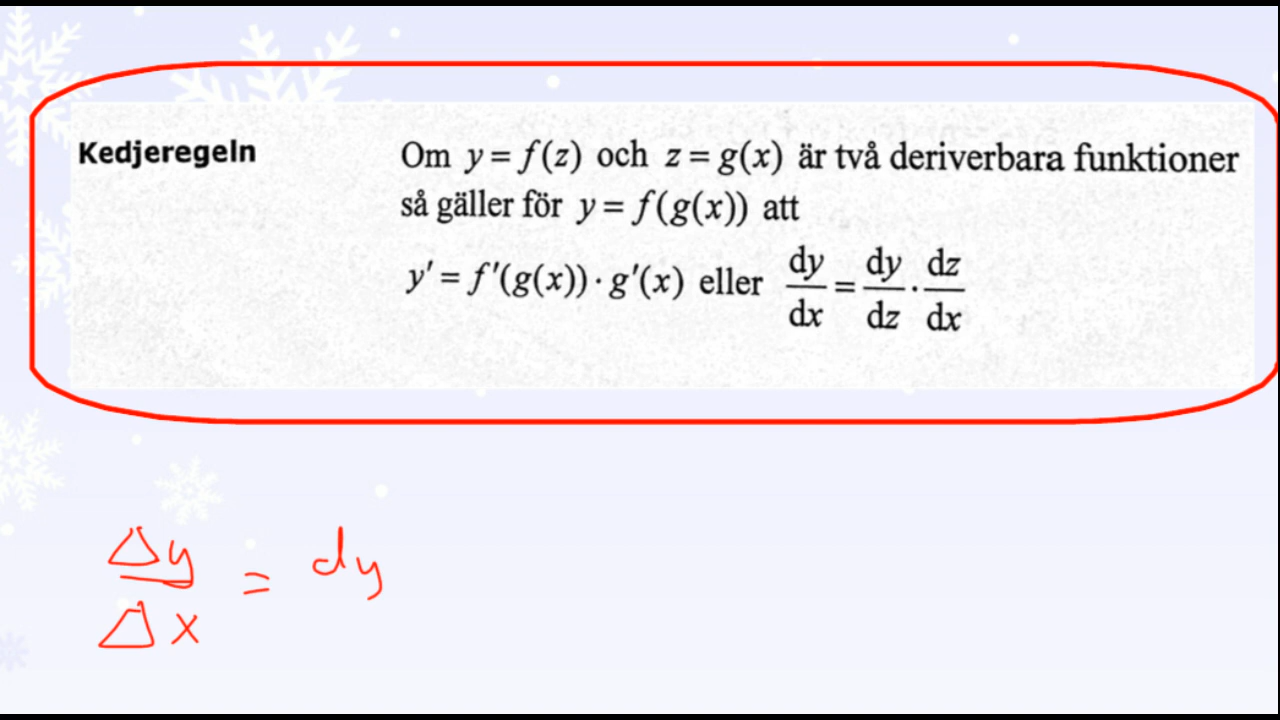 Kedjeregeln
Om y = f(z) och z = g(x) är två deriverbara funktioner
så gäller för y = f(g(x)) att
y' = f'(g(x)) · g'(x) eller dy/dx = dy/dz · dz/dx
Δy/Δx = dy